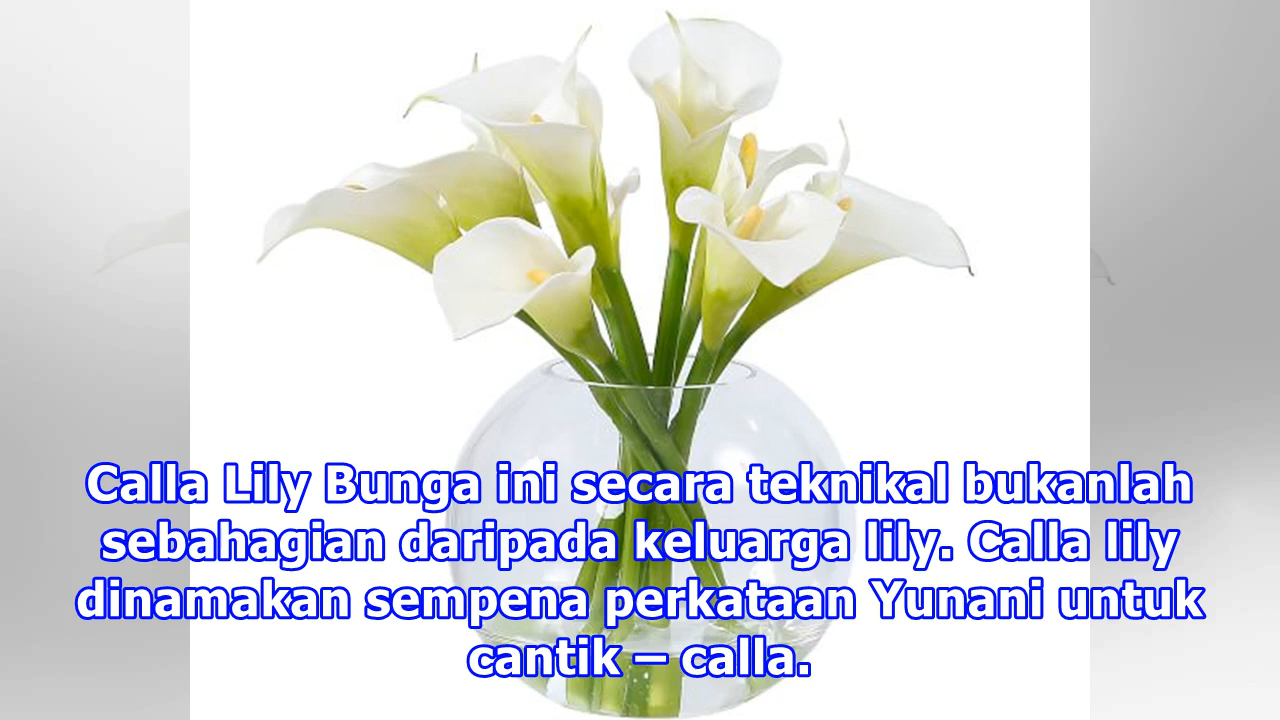 Calla Lily Bunga ini secara teknikal bukanlah
sebahagian daripada keluarga lily. Calla lily
dinamakan sempena perkataan Yunani untuk
cantik – calla.